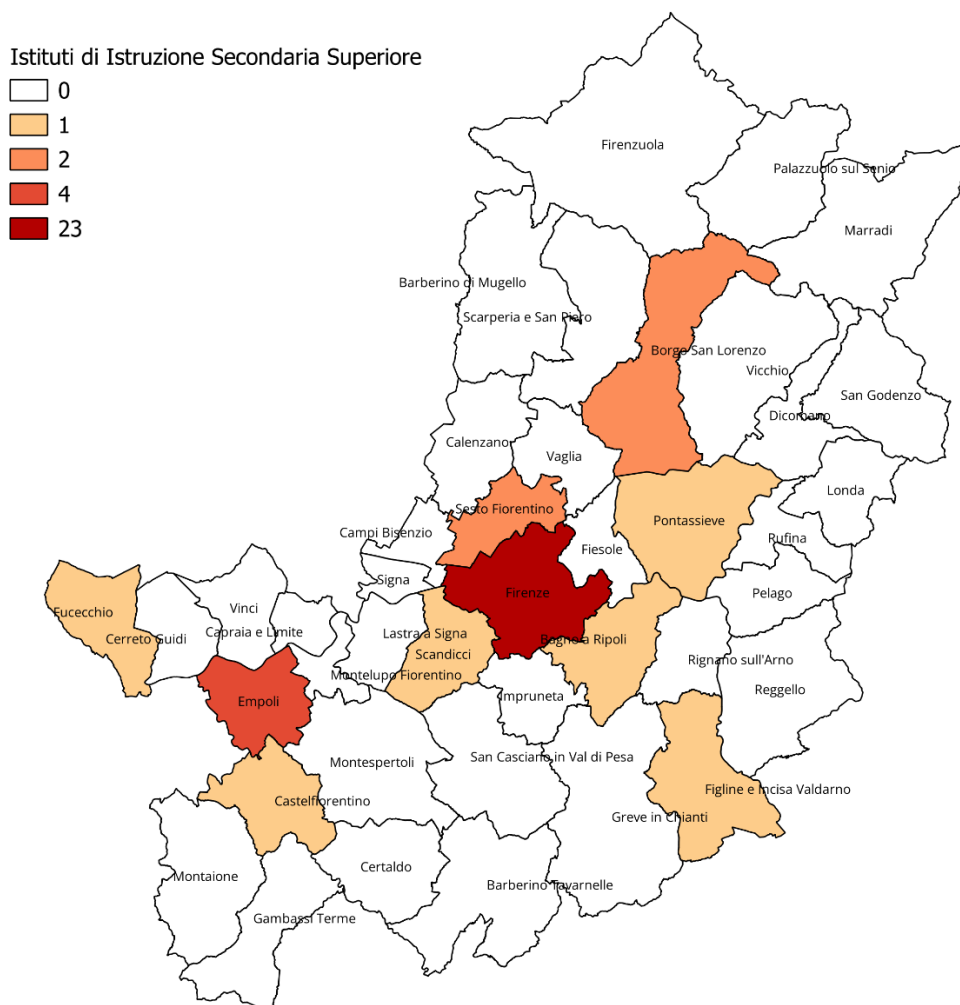 Istituti di Istruzione Secondaria Superiore
0
1
2
4
23
Firenzuola
Palazzuolo sul Senio
Marradi
Barberino di Mugello
Scarperia e San Piero
Borgo San Lorenzo
Vicchio
San Godenzo
Dicomano
Calenzano
Vaglia
Londa
Sesto Fiorentino
Pontassieve
Campi Bisenzio
Rufina
Fiesole
Signa
Firenze
Pelago
Fucecchio
Vinci
Cerreto Guidi
Capraia e Limite
Lastra a Signa
Bagno a Ripoli
Scandicci
Rignano sull'Arno
Montelupo Fiorentino
Reggello
Impruneta
Empoli
San Casciano in Val di Pesa
Montespertoli
Figline e Incisa Valdarno
Castelfiorentino
Greve in Chianti
Certaldo
Montaione
Barberino Tavarnelle
Gambassi Terme